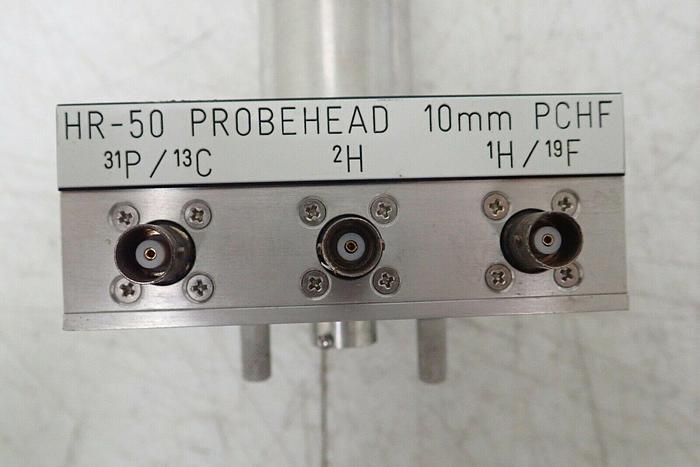 HR-50 PROBEHEAD 10mm PCHF
³¹P/¹³C ²H ¹H/¹⁹F